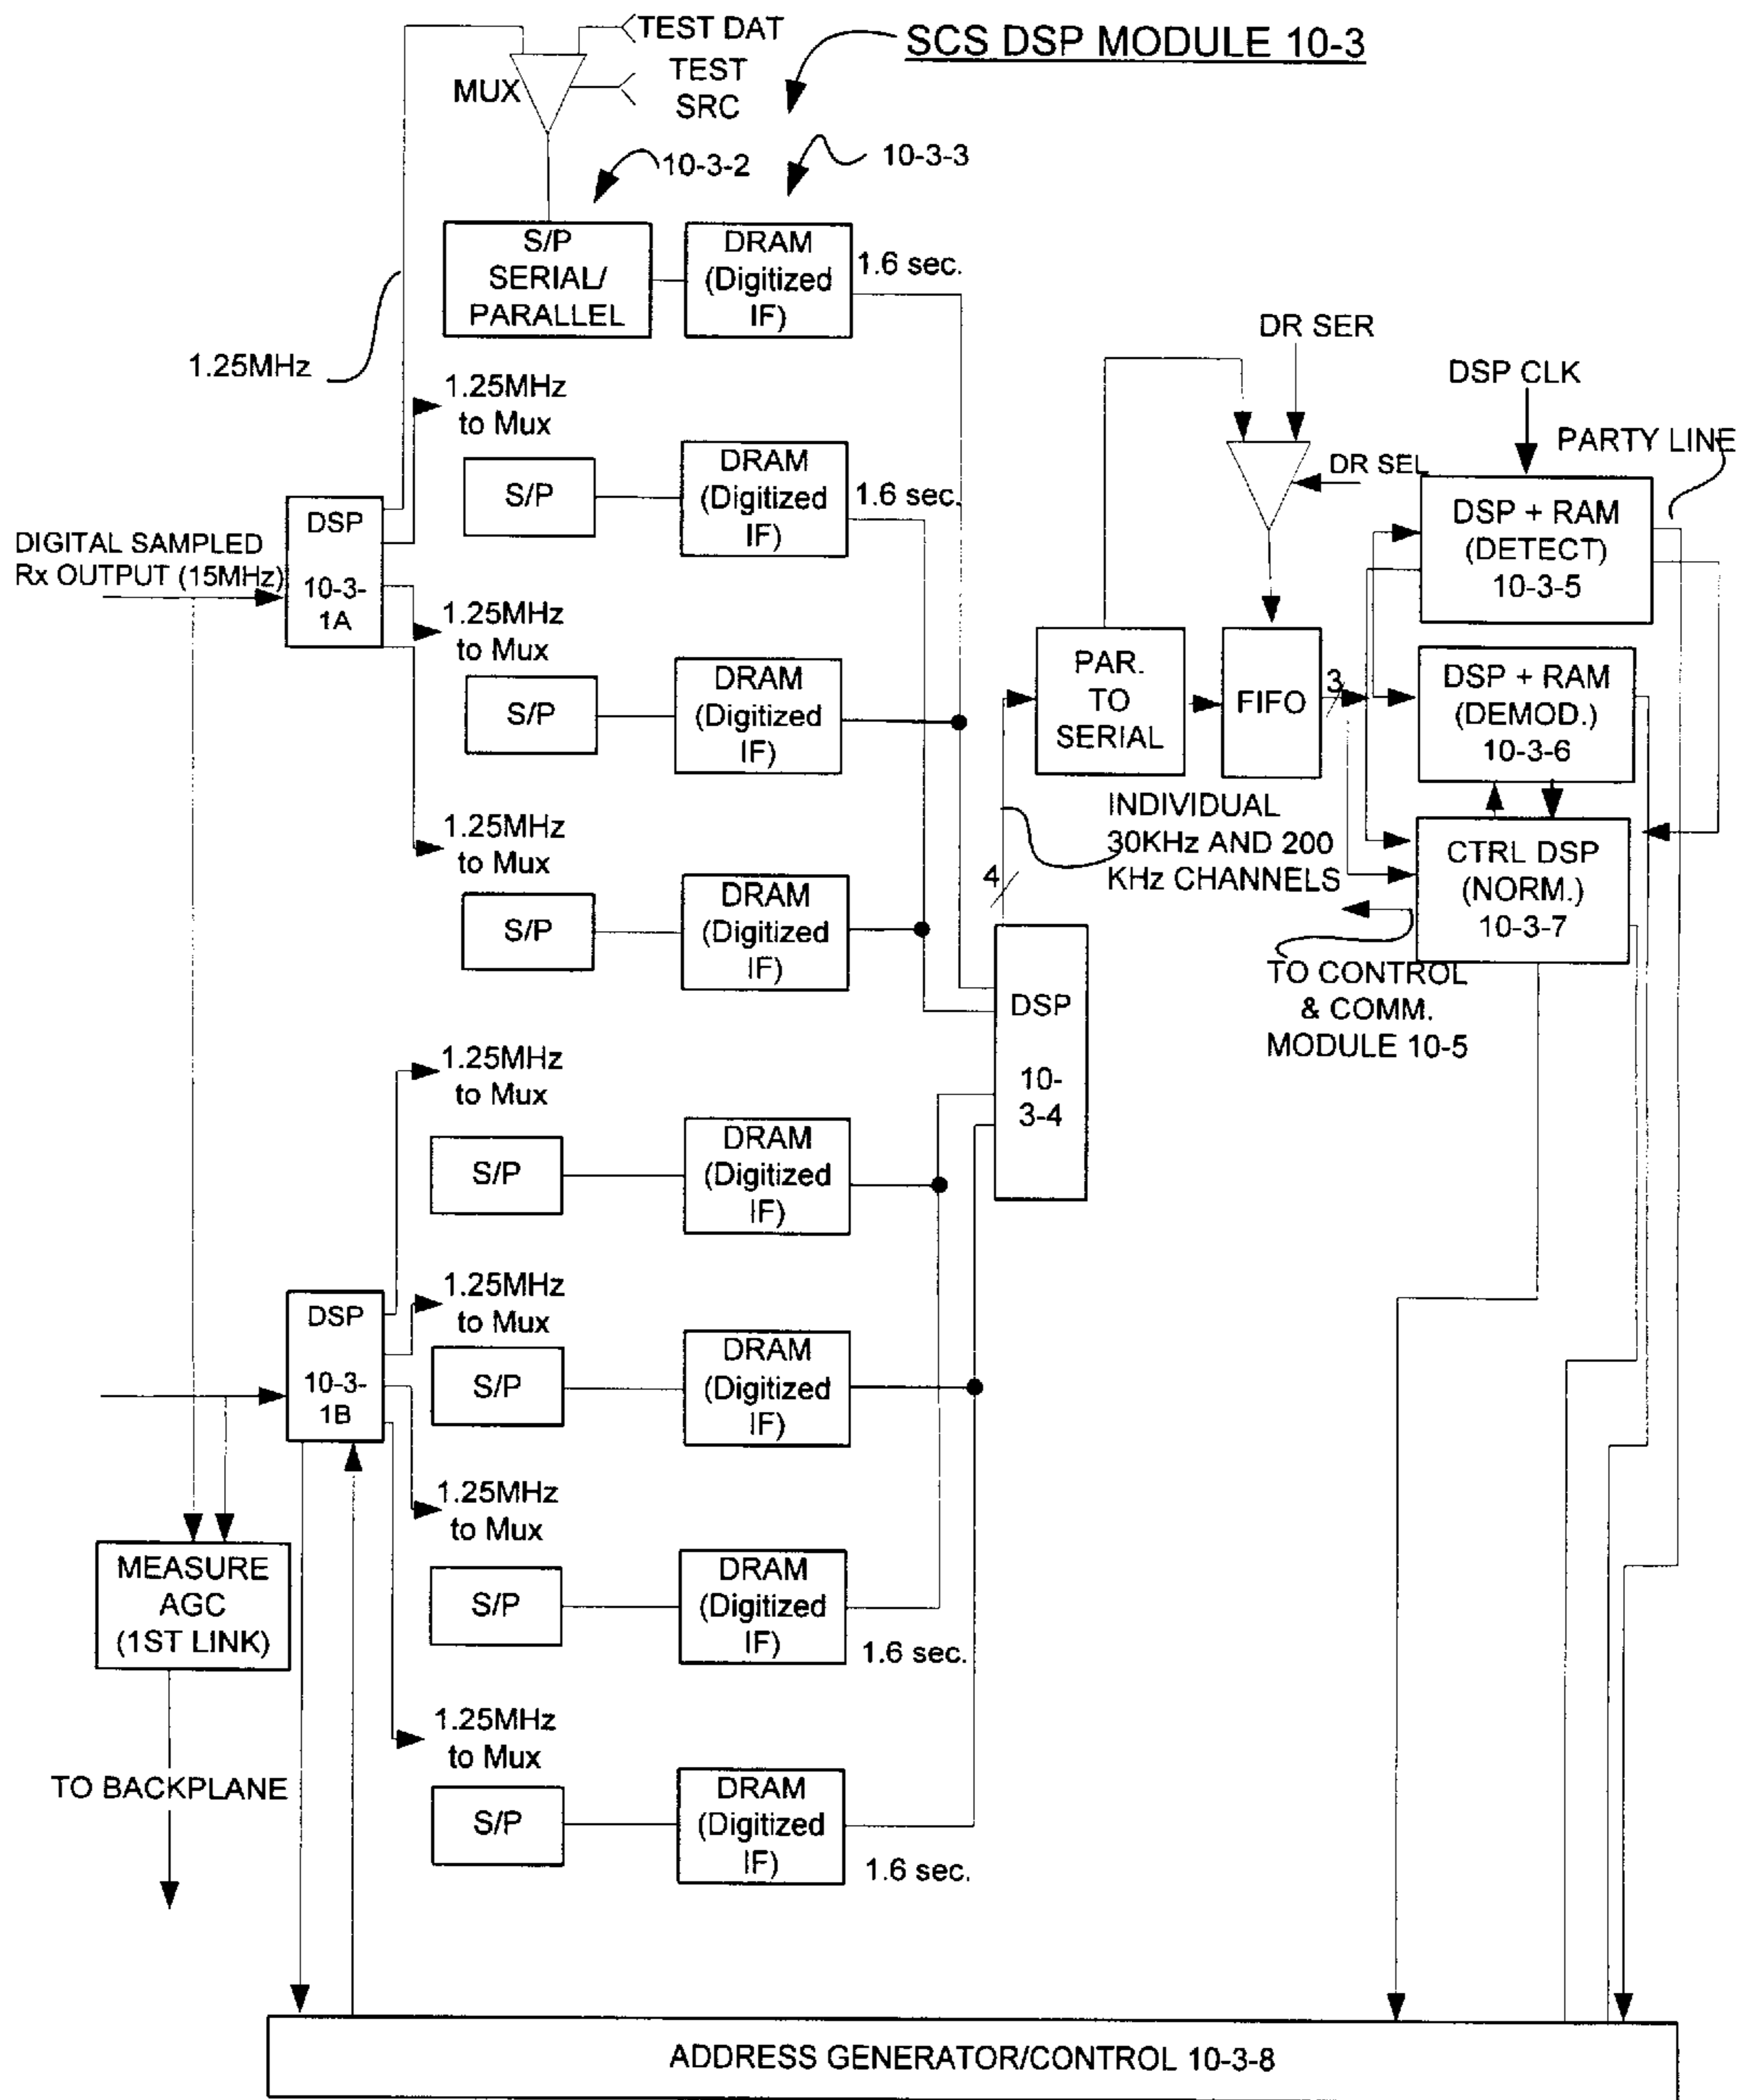 TEST DAT
SCS DSP MODULE 10-3
MUX
TEST
SRC
10-3-2
10-3-3
S/P
SERIAL/
PARALLEL
DRAM
(Digitized
IF)
1.6 sec.
1.25MHz
DR SER
DSP CLK
1.25MHz
to Mux
PARTY LINE
S/P
DRAM
(Digitized
IF)
1.6 sec.
DR SEL
DSP
10-3-
1A
DIGITAL SAMPLED
Rx OUTPUT (15MHz)
DSP + RAM
(DETECT)
10-3-5
1.25MHz
to Mux
S/P
DRAM
(Digitized
IF)
PAR.
TO
SERIAL
FIFO
3
DSP + RAM
(DEMOD.)
10-3-6
1.25MHz
to Mux
S/P
DRAM
(Digitized
IF)
4
INDIVIDUAL
30KHz AND 200
KHz CHANNELS
CTRL DSP
(NORM.)
10-3-7
TO CONTROL
& COMM.
MODULE 10-5
DSP
10-
3-4
1.25MHz
to Mux
S/P
DRAM
(Digitized
IF)
DSP
10-3-
1B
1.25MHz
to Mux
S/P
DRAM
(Digitized
IF)
1.25MHz
to Mux
S/P
DRAM
(Digitized
IF)
1.6 sec.
MEASURE
AGC
(1ST LINK)
1.25MHz
to Mux
TO BACKPLANE
S/P
DRAM
(Digitized
IF)
1.6 sec.
ADDRESS GENERATOR/CONTROL 10-3-8